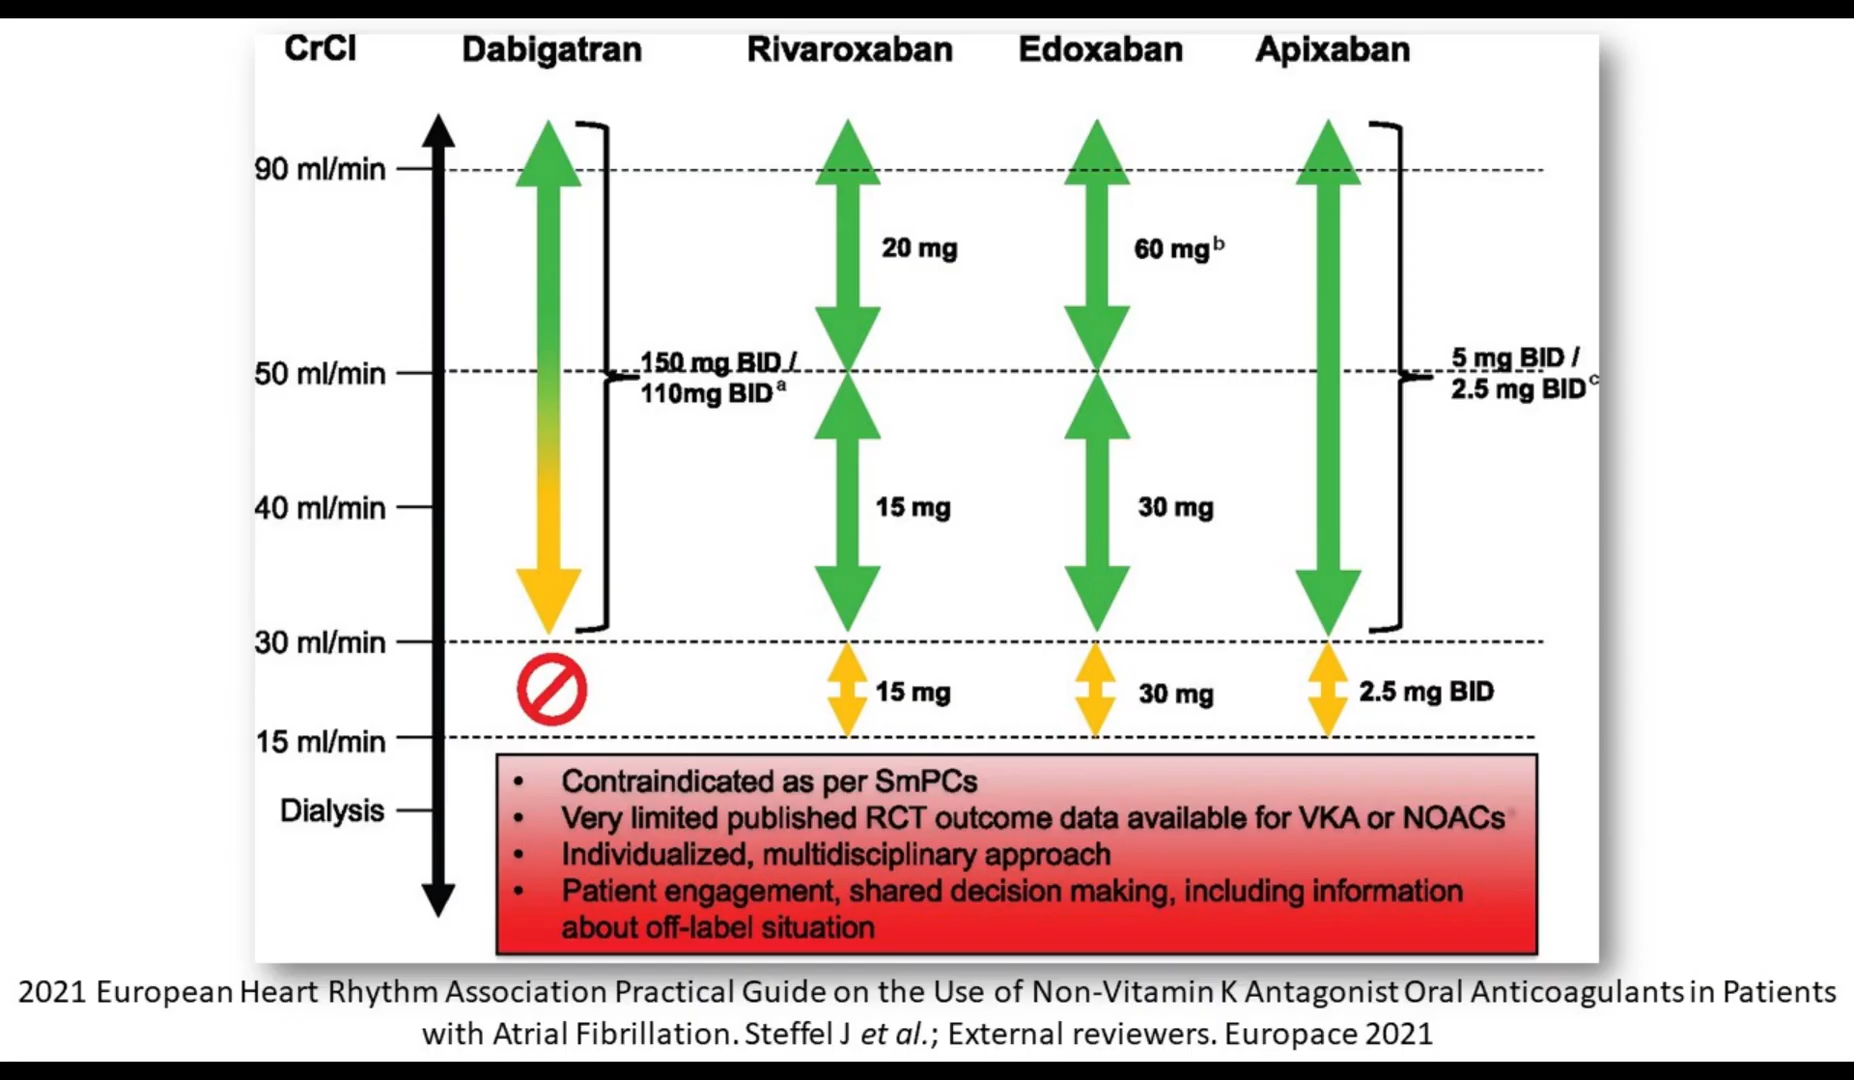 CrCl Dabigatran Rivaroxaban Edoxaban Apixaban
90 ml/min
20 mg
60 mg b
50 ml/min
150 mg BID /
110mg BID a
5 mg BID /
2.5 mg BID c
40 ml/min
15 mg
30 mg
30 ml/min
15 mg
30 mg
2.5 mg BID
15 ml/min
Dialysis
• Contraindicated as per SmPCs
• Very limited published RCT outcome data available for VKA or NOACs
• Individualized, multidisciplinary approach
• Patient engagement, shared decision making, including information
about off-label situation
2021 European Heart Rhythm Association Practical Guide on the Use of Non-Vitamin K Antagonist Oral Anticoagulants in Patients
with Atrial Fibrillation. Steffel J et al.; External reviewers. Europace 2021